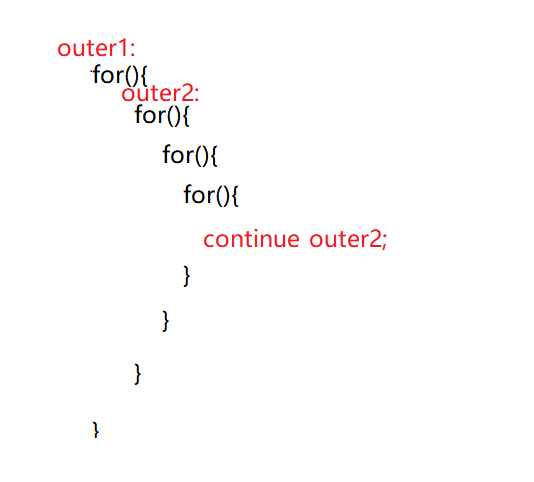 outer1:
for(){
outer2:
for(){
for(){
for(){
continue outer2;
}
}
}
}